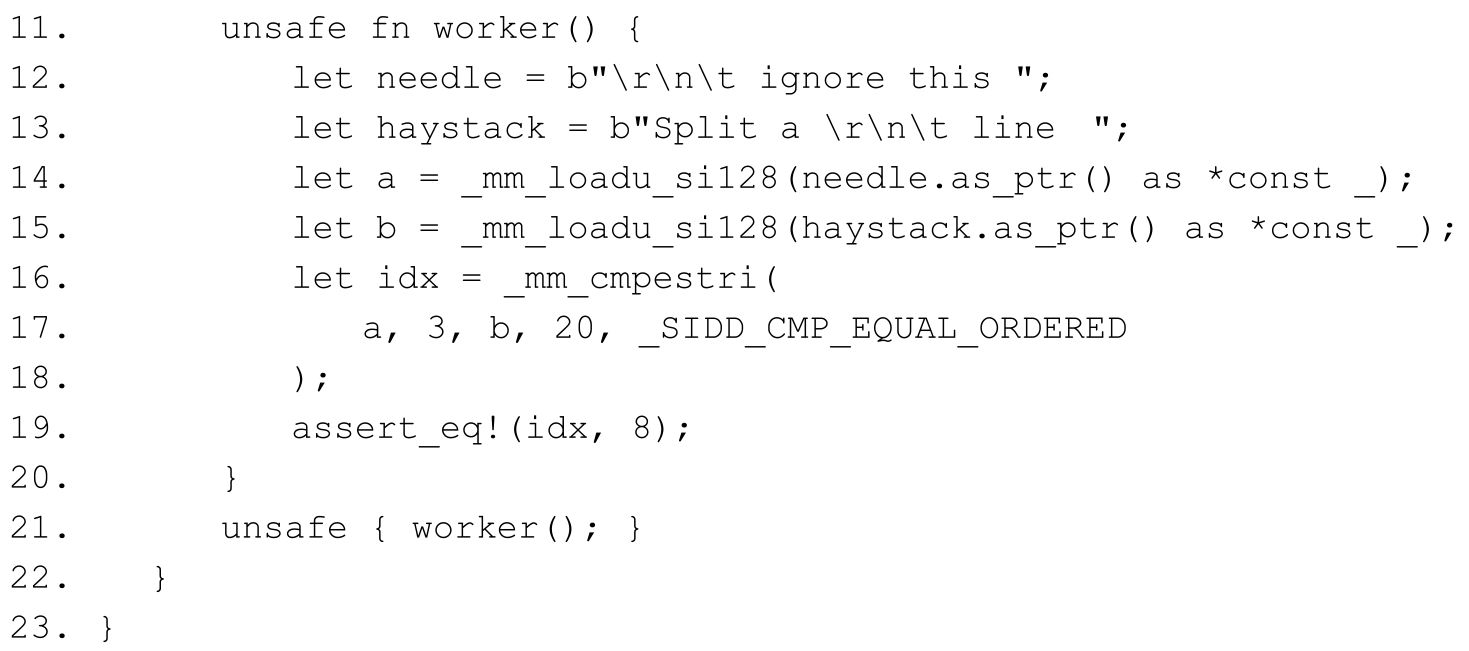 11.       unsafe fn worker() {
12.          let needle = b"\r\n\t ignore this ";
13.          let haystack = b"Split a \r\n\t line  ";
14.          let a = _mm_loadu_si128(needle.as_ptr() as *const _);
15.          let b = _mm_loadu_si128(haystack.as_ptr() as *const _);
16.          let idx = _mm_cmpestri(
17.             a, 3, b, 20, _SIDD_CMP_EQUAL_ORDERED
18.          );
19.          assert_eq!(idx, 8);
20.       }
21.       unsafe { worker(); }
22.    }
23. }